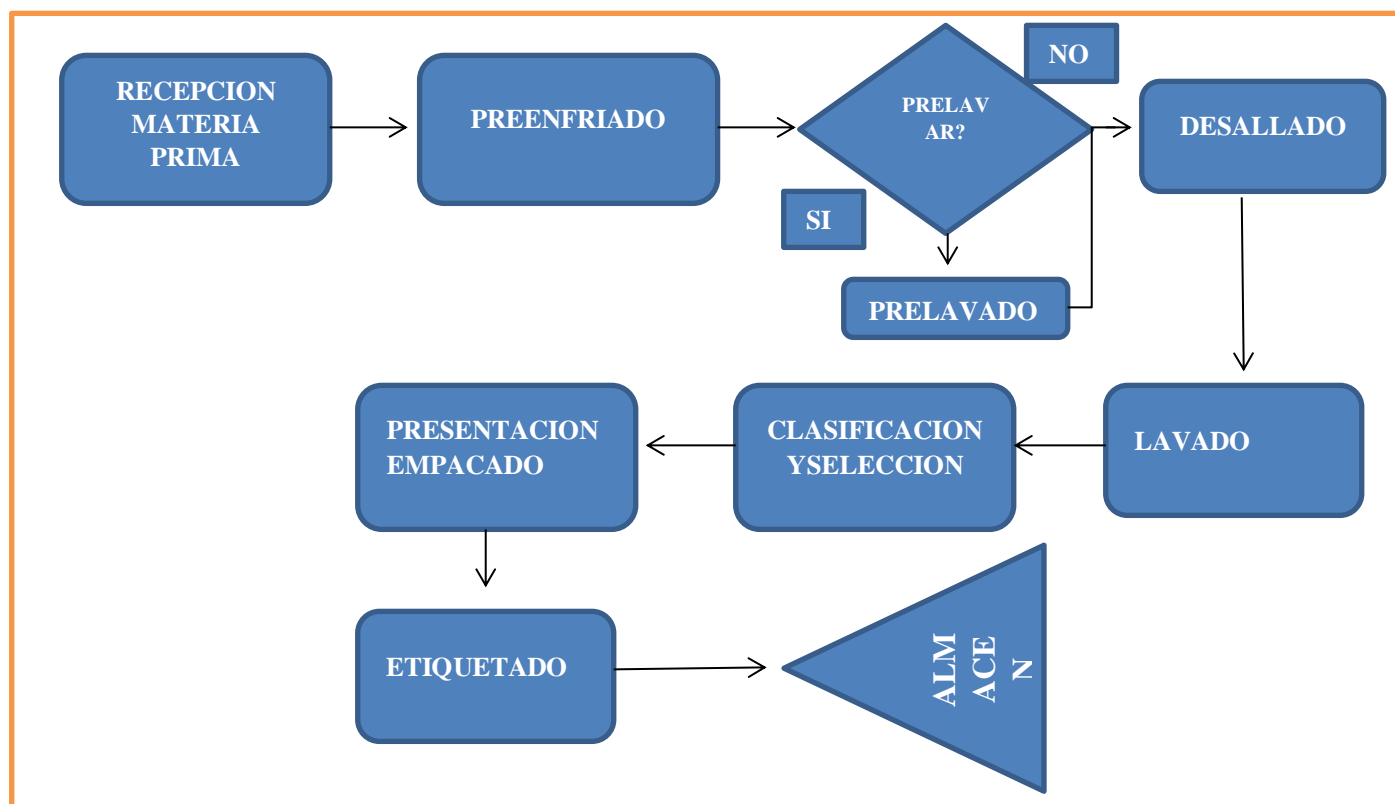 RECEPCION
MATERIA
PRIMA
PREENFRIADO
PRELAV
AR?
NO
DESALLADO
SI
PRELAVADO
PRESENTACION
EMPACADO
CLASIFICACION
YSELECCION
LAVADO
ETIQUETADO
ALM
ACE
N